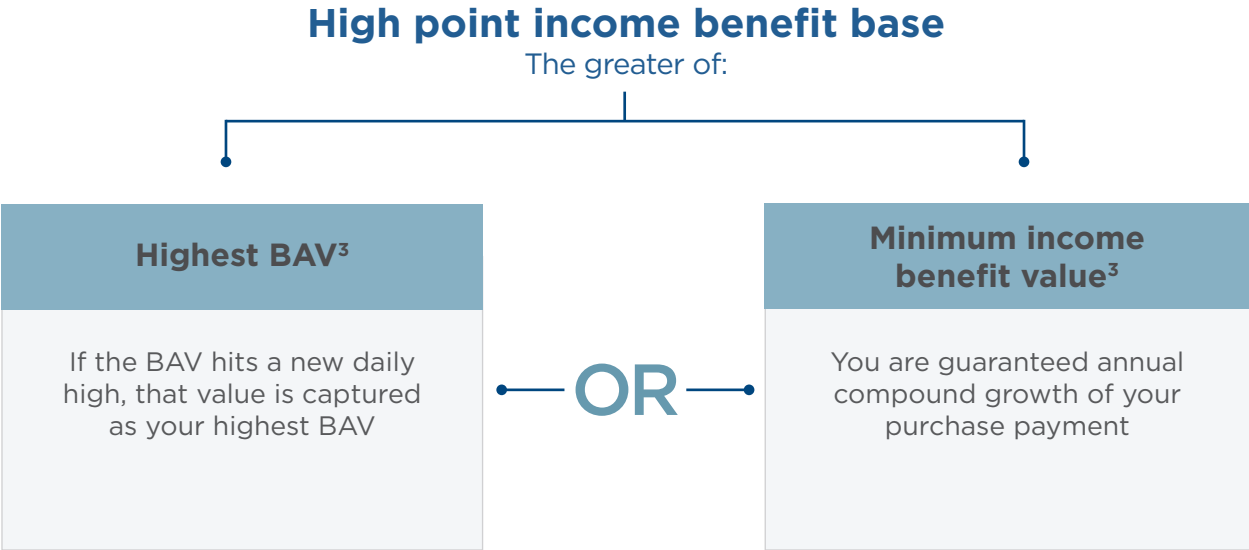 High point income benefit base
The greater of:
Highest BAV³
If the BAV hits a new daily
high, that value is captured
as your highest BAV
OR
Minimum income
benefit value³
You are guaranteed annual
compound growth of your
purchase payment